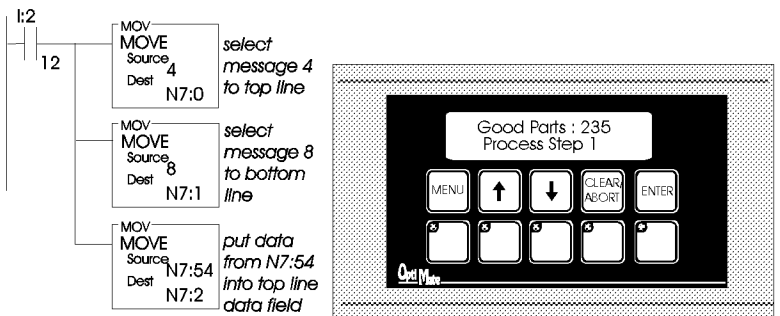 I:2
12
MOV
MOVE
Source
4
Dest
N7:0
select
message 4
to top line
MOV
MOVE
Source
8
Dest
N7:1
select
message 8
to bottom
line
MOV
MOVE
Source
N7:54
Dest
N7:2
put data
from N7:54
into top line
data field
Good Parts : 235
Process Step 1
MENU
↑
↓
CLEAR/
ABORT
ENTER
Opti Mate